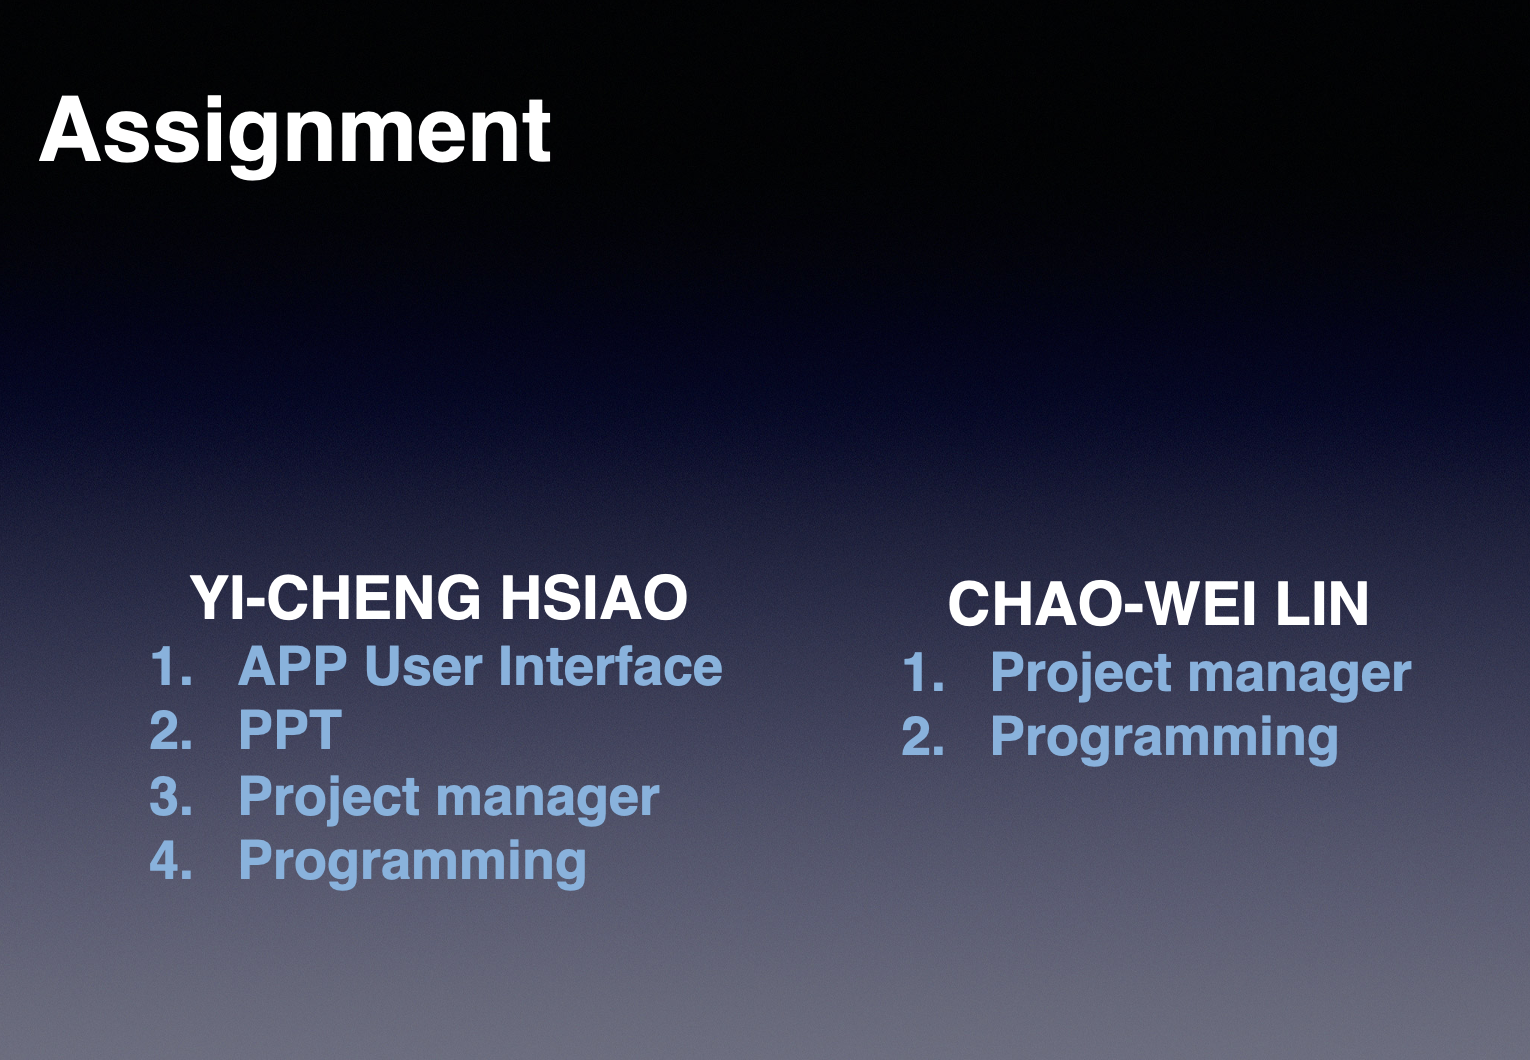 Assignment
YI-CHENG HSIAO
1. APP User Interface
2. PPT
3. Project manager
4. Programming
CHAO-WEI LIN
1. Project manager
2. Programming